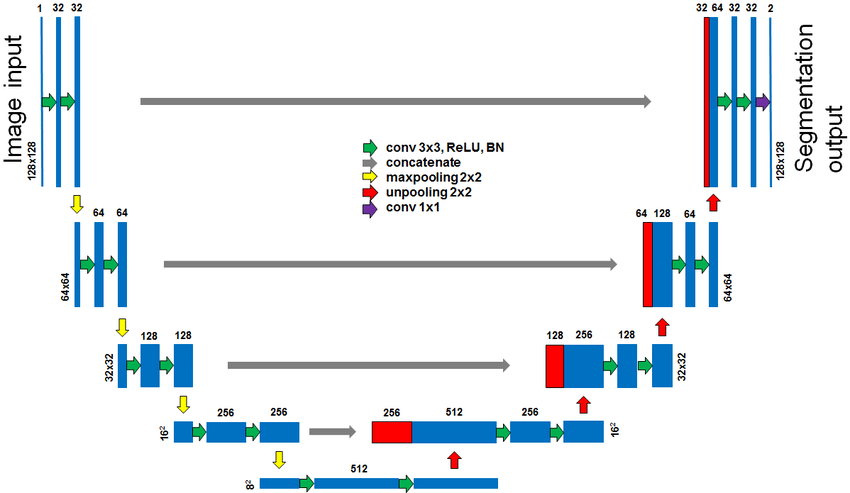 1 32 32
32 64 32 32 2
Image input
128x128
conv 3x3, ReLU, BN
concatenate
maxpooling 2x2
unpooling 2x2
conv 1x1
128x128
Segmentation
output
64 64
64 128 64
64x64
64x64
128 128
128 256 128
32x32
32x32
256 256
256 512 256
16²
16²
512
8²